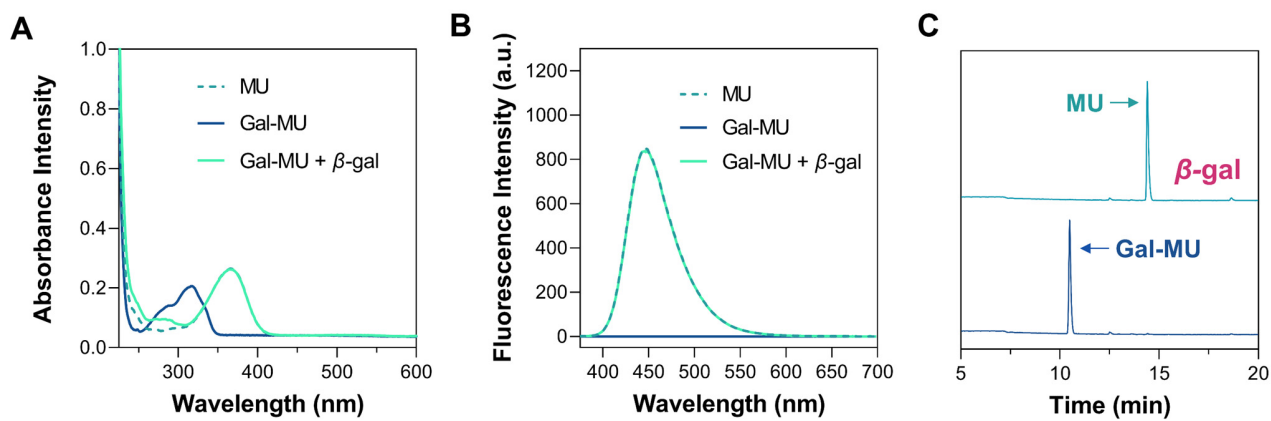 A
Absorbance Intensity
1.0
0.8
0.6
0.4
0.2
0.0
MU
Gal-MU
Gal-MU + β-gal
300
400
500
600
Wavelength (nm)
B
Fluorescence Intensity (a.u.)
1200
1000
800
600
400
200
0
MU
Gal-MU
Gal-MU + β-gal
400
450
500
550
600
650
700
Wavelength (nm)
C
MU
β-gal
Gal-MU
5
10
15
20
Time (min)